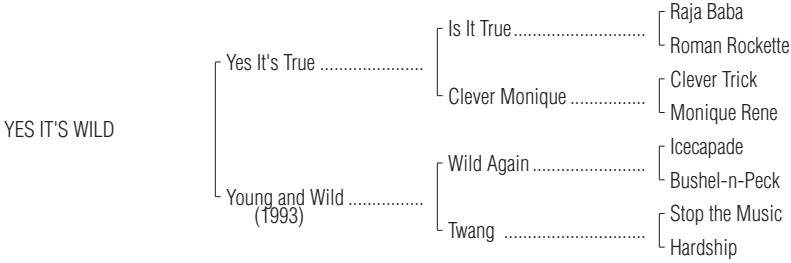 Raja Baba
Is It True
Roman Rockette
Yes It's True
Clever Trick
Clever Monique
Monique Rene
YES IT'S WILD
Icecapade
Wild Again
Bushel-n-Peck
Young and Wild
(1993)
Stop the Music
Twang
Hardship